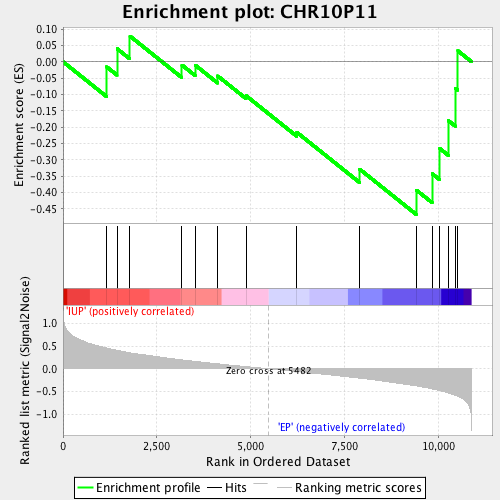 Enrichment plot: CHR10P11
Enrichment score (ES)
0.10
0.05
0.00
-0.05
-0.10
-0.15
-0.20
-0.25
-0.30
-0.35
-0.40
-0.45
'IUP' (positively correlated)
Ranked list metric (Signal2Noise)
1.0
0.5
0.0
-0.5
-1.0
Zero cross at 5482
'EP' (negatively correlated)
0
2,500
5,000
7,500
10,000
Rank in Ordered Dataset
Enrichment profile
Hits
Ranking metric scores